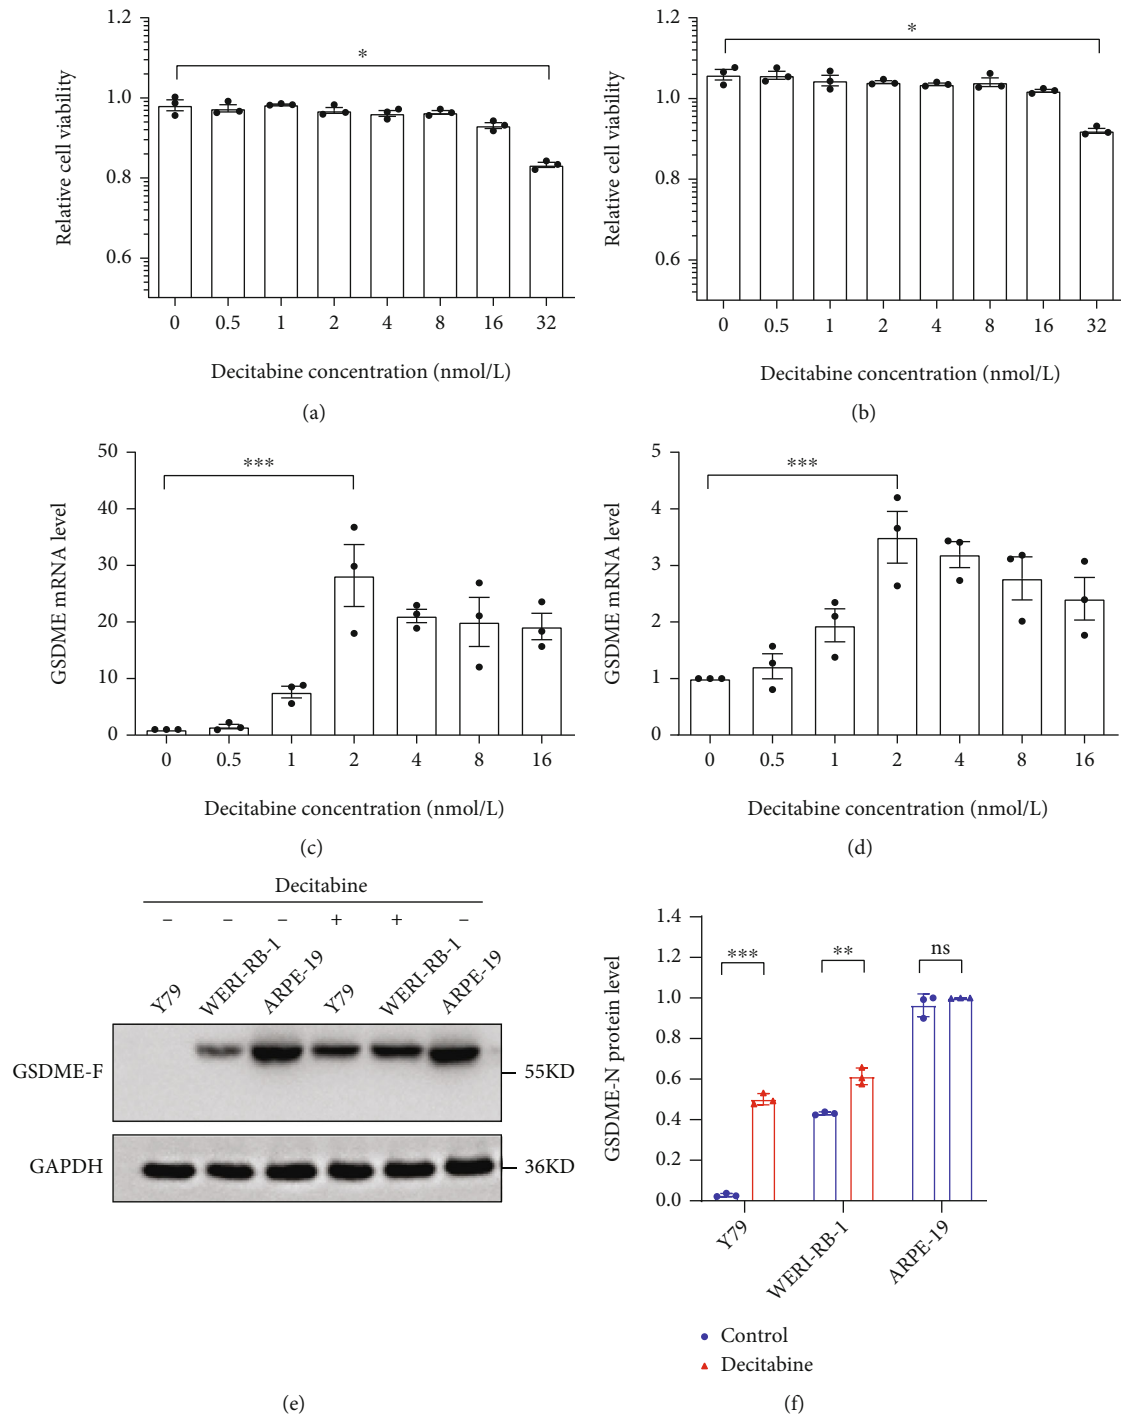 1.2
1.0
0.8
0.6
Relative cell viability
*
0 0.5 1 2 4 8 16 32
Decitabine concentration (nmol/L)
(a)
1.2
1.0
0.8
0.6
Relative cell viability
*
0 0.5 1 2 4 8 16 32
Decitabine concentration (nmol/L)
(b)
50
40
30
20
10
0
GSDME mRNA level
***
0 0.5 1 2 4 8 16
Decitabine concentration (nmol/L)
(c)
5
4
3
2
1
0
GSDME mRNA level
***
0 0.5 1 2 4 8 16
Decitabine concentration (nmol/L)
(d)
Decitabine
– – – + + –
Y79 WERI-RB-1 ARPE-19 Y79 WERI-RB-1 ARPE-19
GSDME-F
55KD
GAPDH
36KD
(e)
1.4
1.2
1.0
0.8
0.6
0.4
0.2
0.0
GSDME-N protein level
*** ** ns
Y79 WERI-RB-1 ARPE-19
Control
Decitabine
(f)